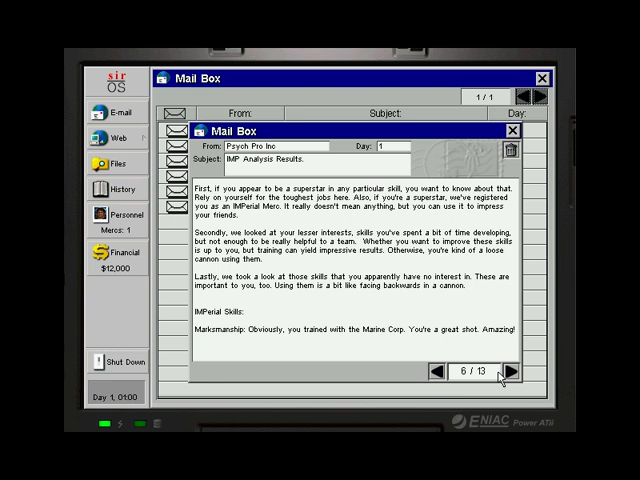 sir
OS
Mail Box
1 / 1
From:
Subject:
Day:
E-mail
Web
Files
History
Personnel
Mercs: 1
Financial
$12,000
Shut Down
Day 1, 01:00
Mail Box
From: Psych Pro Inc
Day: 1
Subject: IMP Analysis Results.
First, if you appear to be a superstar in any particular skill, you want to know about that.
Rely on yourself for the toughest jobs here. Also, if you're a superstar, we've registered
you as an IMPerial Merc. It really doesn't mean anything, but you can use it to impress
your friends.
Secondly, we looked at your lesser interests, skills you've spent a bit of time developing,
but not enough to be really helpful to a team. Whether you want to improve these skills
is up to you, but training can yield impressive results. Otherwise, you're kind of a loose
cannon using them.
Lastly, we took a look at those skills that you apparently have no interest in. These are
important to you, too. Using them is a bit like facing backwards in a cannon.
IMPerial Skills:
Marksmanship: Obviously, you trained with the Marine Corp. You're a great shot. Amazing!
6 / 13
ENIAC Power ATii